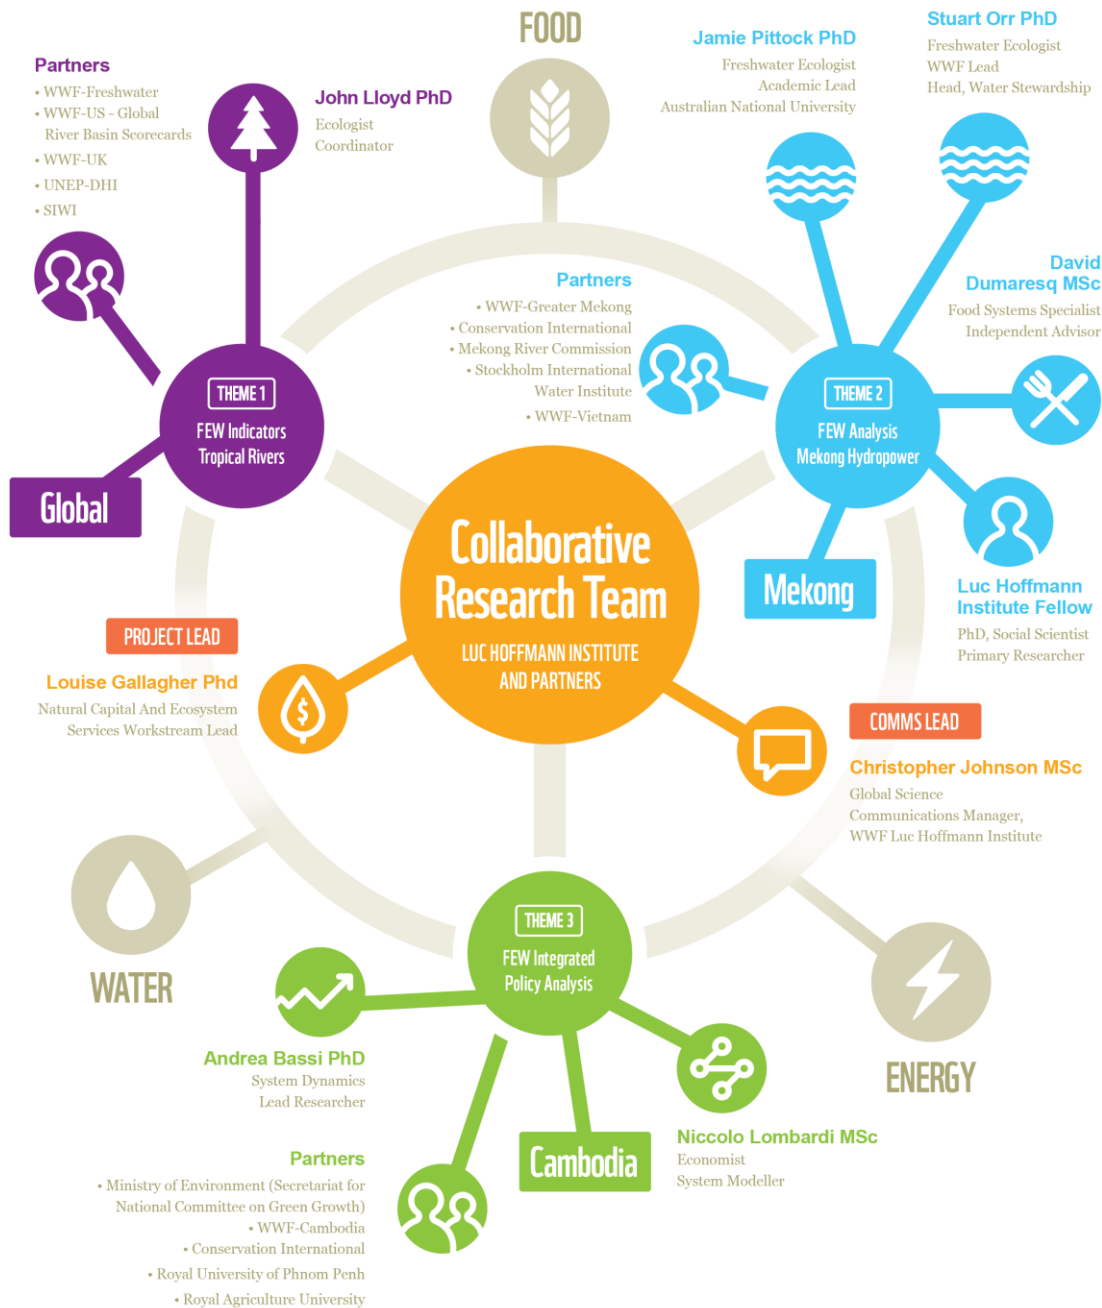 FOOD
Stuart Orr PhD
Freshwater Ecologist
WWF Lead
Head, Water Stewardship
Jamie Pittock PhD
Freshwater Ecologist
Academic Lead
Australian National University
Partners
• WWF-Freshwater
• WWF-US - Global
River Basin Scorecards
• WWF-UK
• UNEP-DHI
• SIWI
John Lloyd PhD
Ecologist
Coordinator
David
Dumaresq MSc
Food Systems Specialist
Independent Advisor
Partners
• WWF-Greater Mekong
• Conservation International
• Mekong River Commission
• Stockholm International
Water Institute
• WWF-Vietnam
THEME 1
FEW Indicators
Tropical Rivers
Global
THEME 2
FEW Analysis
Mekong Hydropower
Mekong
Luc Hoffmann
Institute Fellow
PhD, Social Scientist
Primary Researcher
Collaborative
Research Team
LUC HOFFMANN INSTITUTE
AND PARTNERS
PROJECT LEAD
Louise Gallagher Phd
Natural Capital And Ecosystem
Services Workstream Lead
$
COMMS LEAD
Christopher Johnson MSc
Global Science
Communications Manager,
WWF Luc Hoffmann Institute
WATER
ENERGY
THEME 3
FEW Integrated
Policy Analysis
Andrea Bassi PhD
System Dynamics
Lead Researcher
Cambodia
Niccolo Lombardi MSc
Economist
System Modeller
Partners
• Ministry of Environment (Secretariat for
National Committee on Green Growth)
• WWF-Cambodia
• Conservation International
• Royal University of Phnom Penh
• Royal Agriculture University